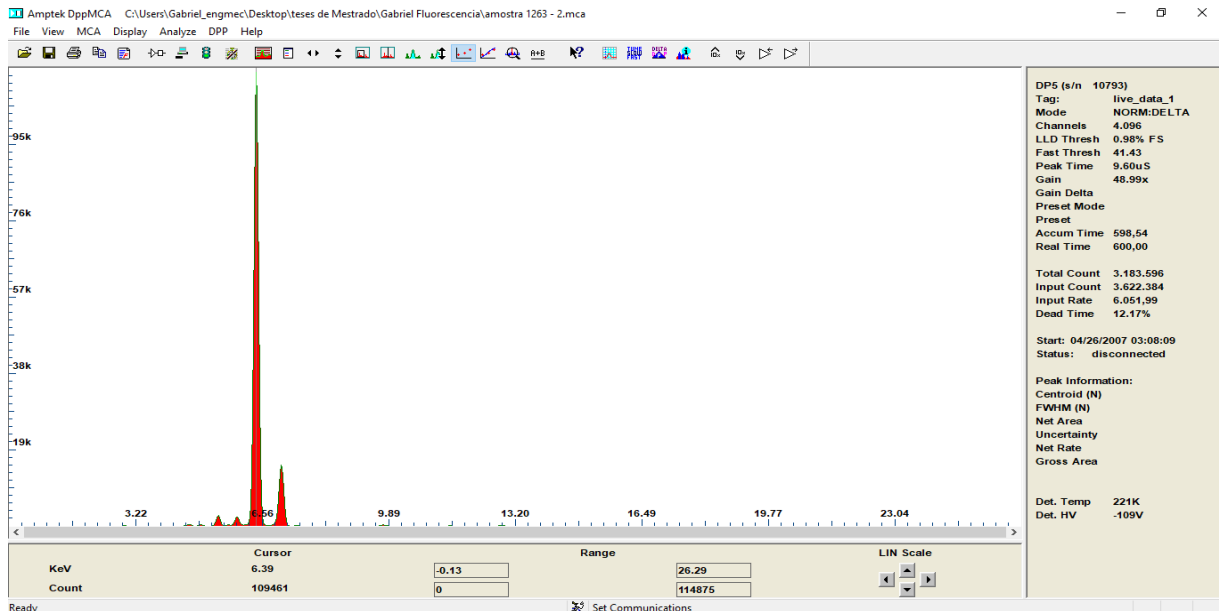 Amptek DppMCA C:\Users\Gabriel_engmec\Desktop\teses de Mestrado\Gabriel Fluorescencia\amostra 1263 - 2.mca
File View MCA Display Analyze DPP Help
A+B
DELTA
DP5 (s/n 10793)
Tag: live_data_1
Mode NORM:DELTA
Channels 4.096
LLD Thresh 0.98% FS
Fast Thresh 41.43
Peak Time 9.60uS
Gain 48.99x
Gain Delta
Preset Mode
Preset
Accum Time 598,54
Real Time 600,00
Total Count 3.183.596
Input Count 3.622.384
Input Rate 6.051,99
Dead Time 12.17%
Start: 04/26/2007 03:08:09
Status: disconnected
Peak Information:
Centroid (N)
FWHM (N)
Net Area
Uncertainty
Net Rate
Gross Area
Det. Temp 221K
Det. HV -109V
95k
76k
57k
38k
19k
3.22 6.56 9.89 13.20 16.49 19.77 23.04
Cursor Range LIN Scale
KeV 6.39 -0.13 26.29
Count 109461 0 114875
Ready Set Communications